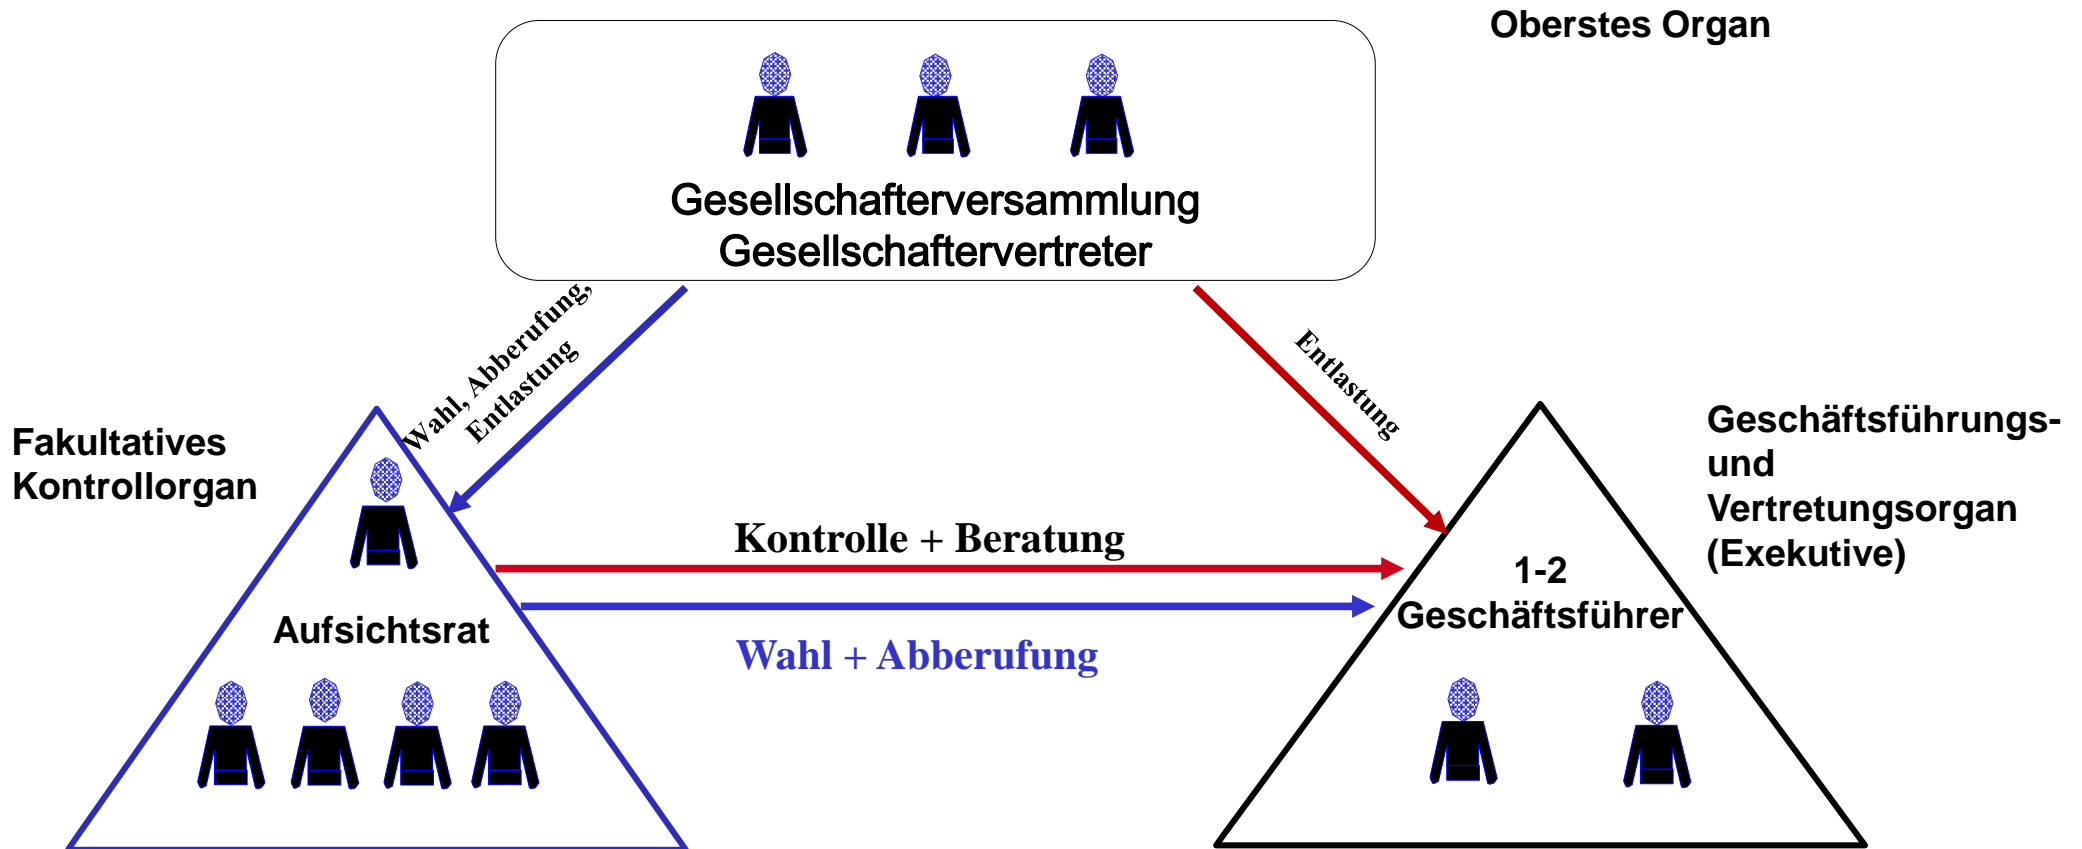 Oberstes Organ
Gesellschafterversammlung
Gesellschaftervertreter
Wahl, Abberufung,
Entlastung
Entlastung
Fakultatives
Kontrollorgan
Geschäftsführungs-
und
Vertretungsorgan
(Exekutive)
Kontrolle + Beratung
1-2
Geschäftsführer
Aufsichtsrat
Wahl + Abberufung